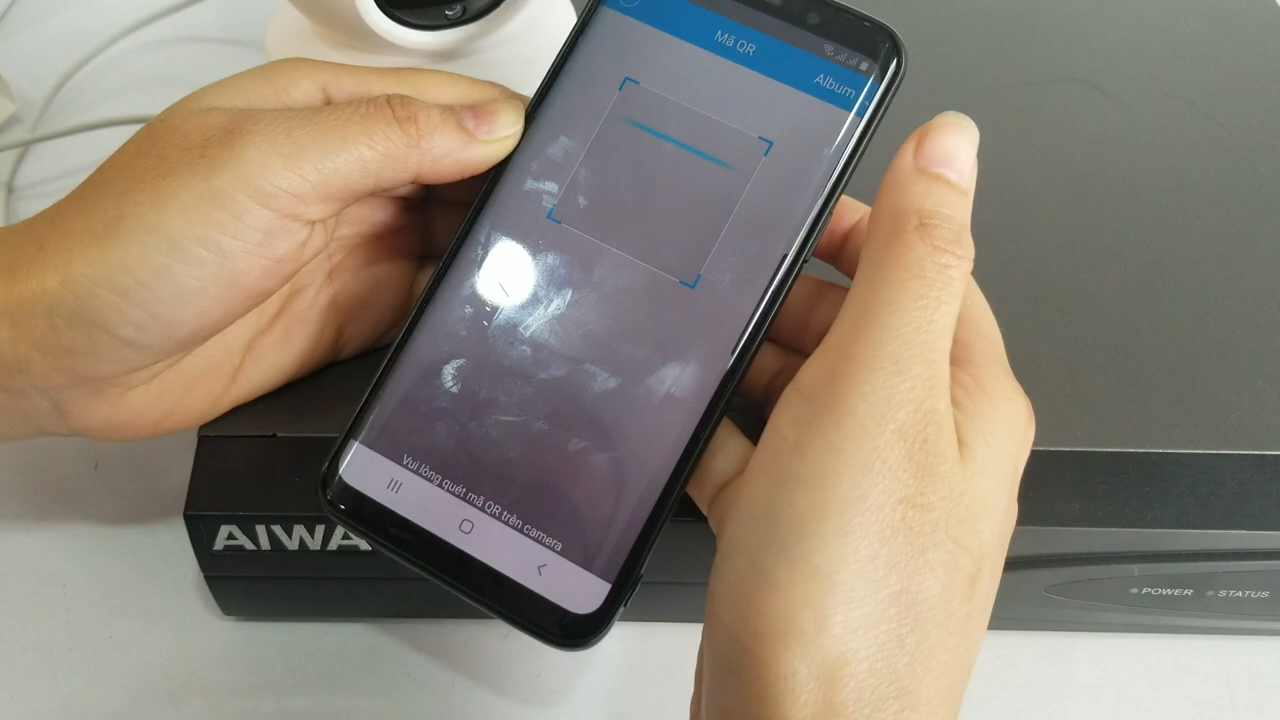 Mã QR
Album
Vui lòng quét mã QR trên camera
AIWA
POWER
STATUS